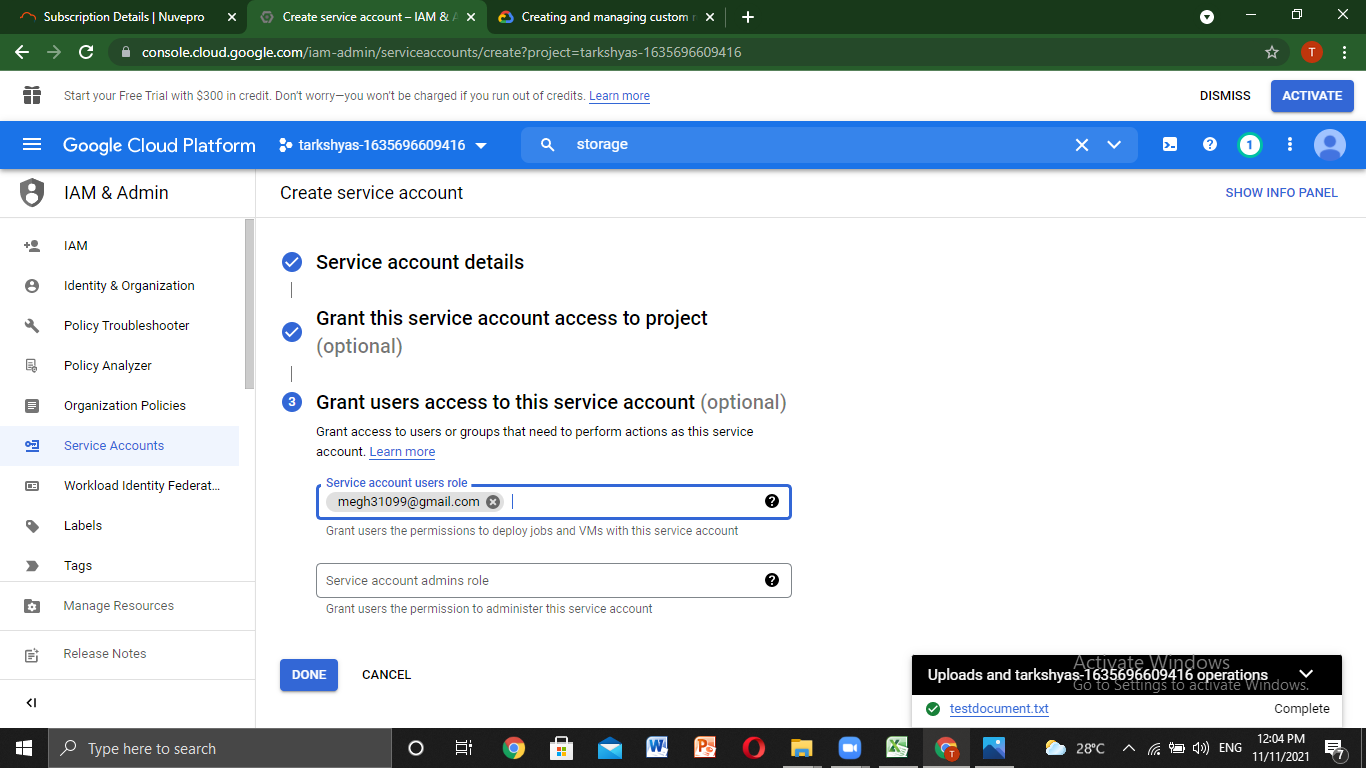 Subscription Details | Nuvepro
Create service account – IAM & A
Creating and managing custom r
console.cloud.google.com/iam-admin/serviceaccounts/create?project=tarkshyas-1635696609416
T
Start your Free Trial with $300 in credit. Don't worry—you won't be charged if you run out of credits. Learn more
DISMISS
ACTIVATE
Google Cloud Platform
tarkshyas-1635696609416
storage
1
IAM & Admin
Create service account
SHOW INFO PANEL
IAM
Identity & Organization
Policy Troubleshooter
Policy Analyzer
Organization Policies
Service Accounts
Workload Identity Federat...
Labels
Tags
Manage Resources
Release Notes
Service account details
Grant this service account access to project
(optional)
3
Grant users access to this service account (optional)
Grant access to users or groups that need to perform actions as this service
account. Learn more
Service account users role
megh31099@gmail.com
Grant users the permissions to deploy jobs and VMs with this service account
Service account admins role
Grant users the permission to administer this service account
DONE
CANCEL
Activate Windows
Uploads and tarkshyas-1635696609416 operations
Go to Settings to activate Windows.
testdocument.txt
Complete
Type here to search
28°C
ENG
12:04 PM
11/11/2021
7